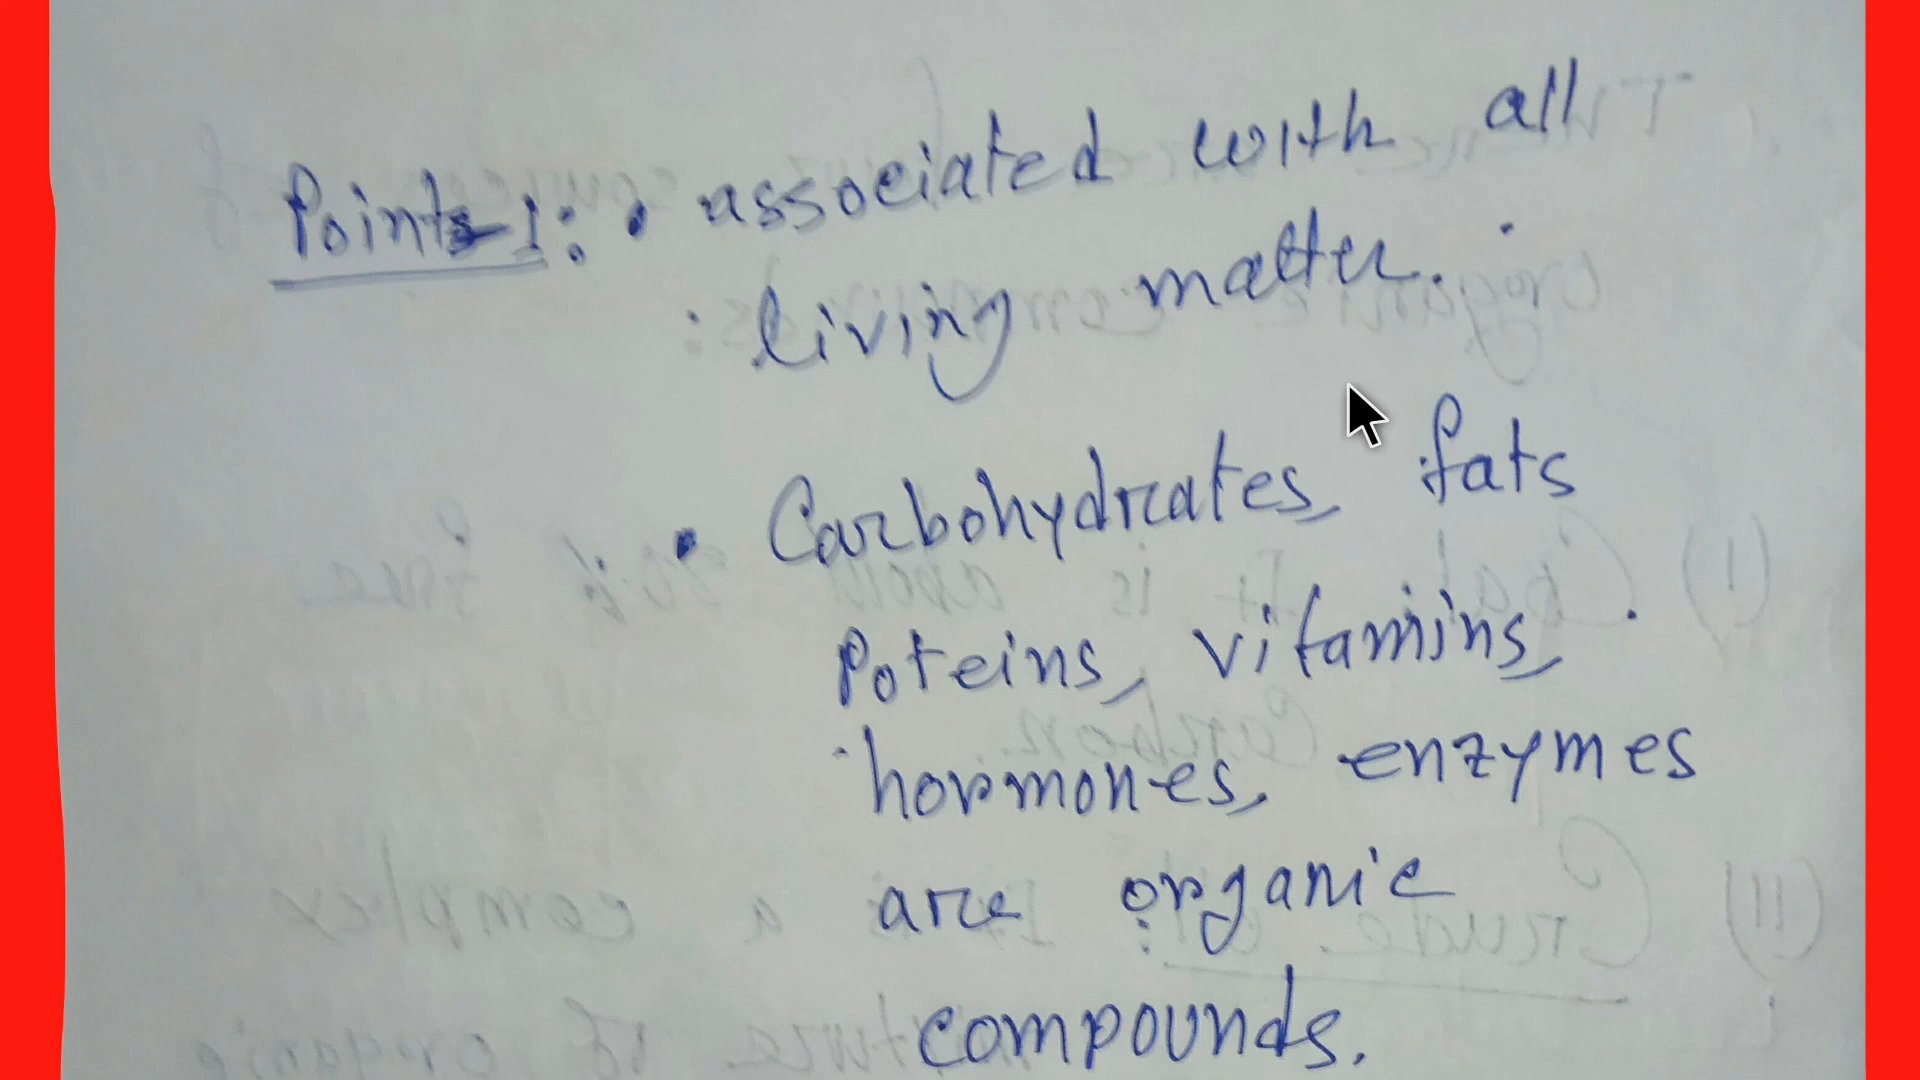 Points-1: • associated with all
living matter.
• Carbohydrates, fats
Poteins, vitamins,
hormones, enzymes
are organic
compounds.